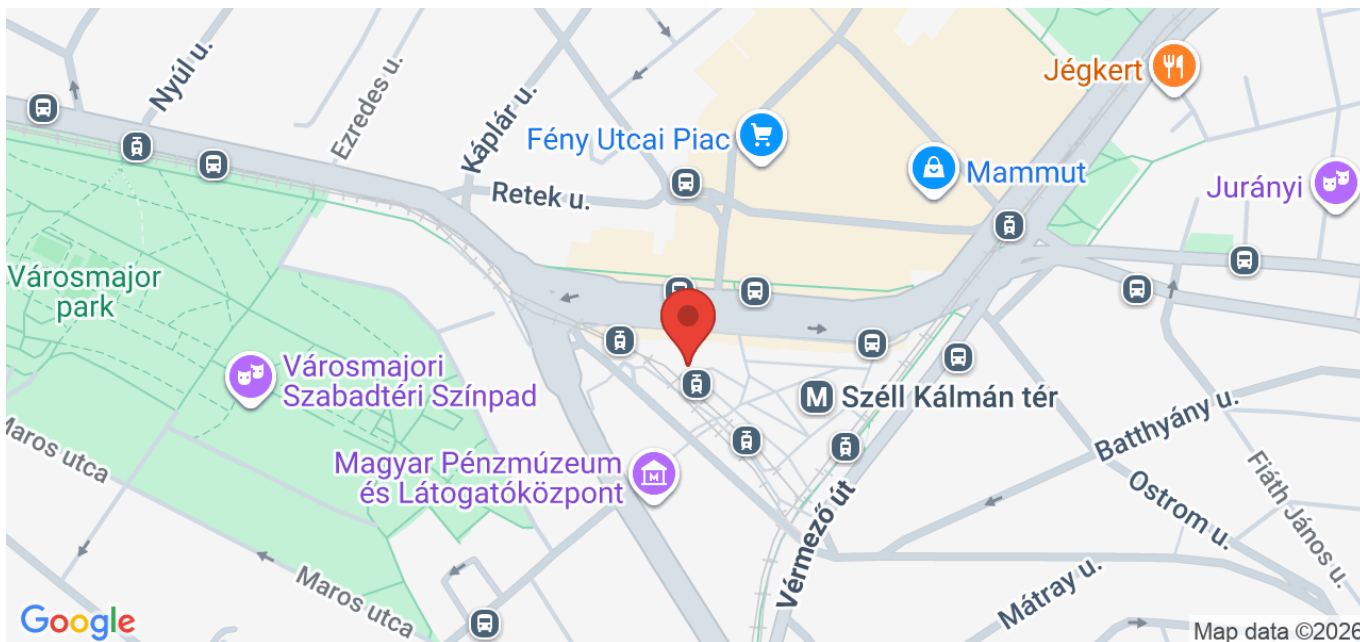 Nyúl u.
Ezredes u.
Káplár u.
Jégkert
Fény Utcai Piac
Mammut
Retek u.
Jurányi
Városmajor
park
Városmajori
Szabadtéri Színpad
M
Széll Kálmán tér
Batthyány u.
Maros utca
Magyar Pénzmúzeum
és Látogatóközpont
Ostrom u.
Fiáth János u.
Vérmező út
Maros utca
Mátray u.
Google
Map data ©2026